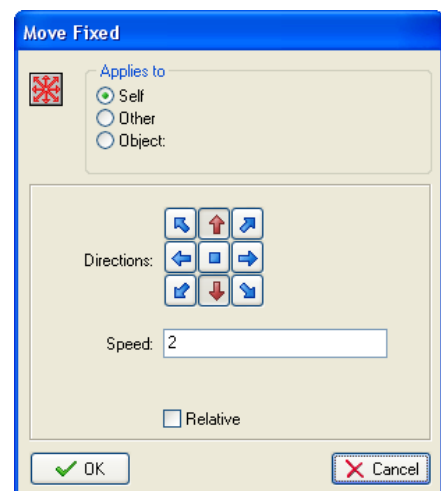 Move Fixed
Applies to
Self
Other
Object:
Directions:
Speed: 2
Relative
OK Cancel